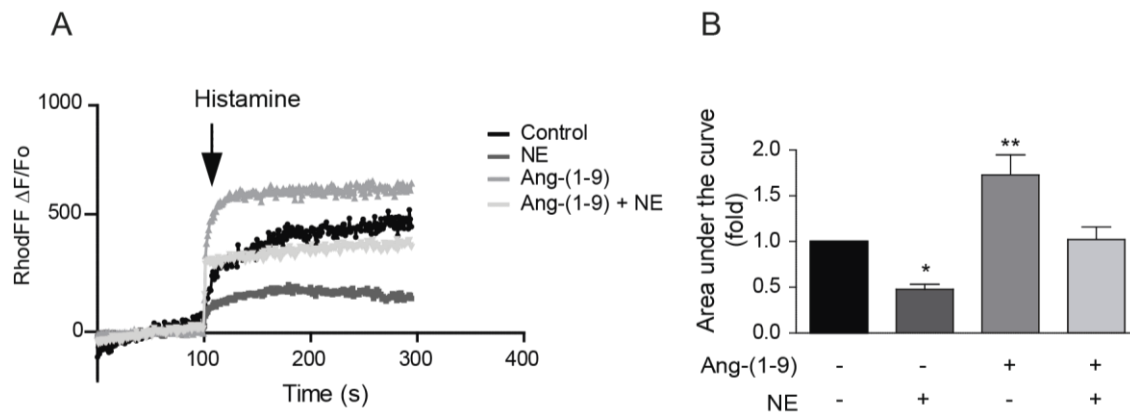 A
B
Histamine
1000
500
0
RhodFF ΔF/Fo
100
200
300
400
Time (s)
Control
NE
Ang-(1-9)
Ang-(1-9) + NE
Area under the curve
(fold)
2.0
1.5
1.0
0.5
0.0
*
**
Ang-(1-9) - - + +
NE - + - +